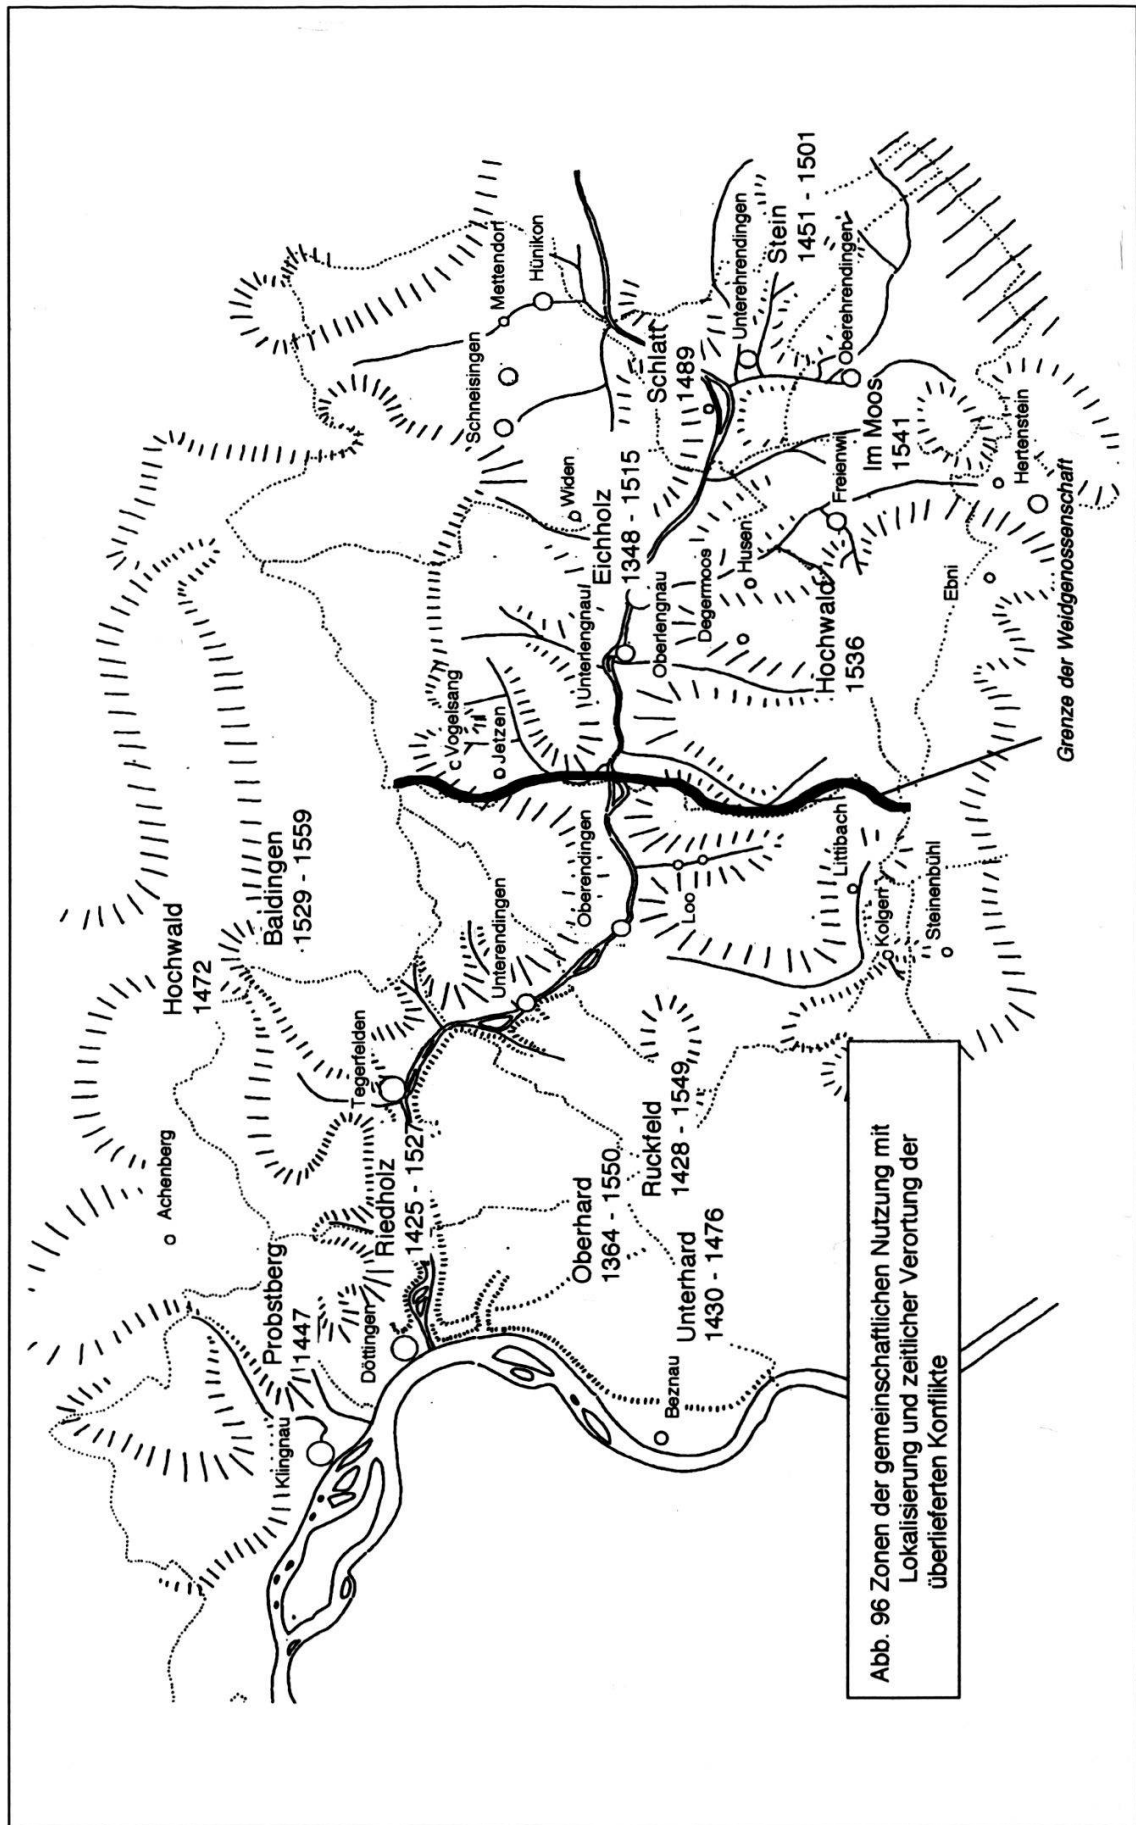 Hochwald
1472
Baldingen
1529 - 1559
Achenberg
Probstberg
1447
Klingnau
Döttingen
Riedholz
1425 - 1527
Tegerfelden
Unterendingen
Oberendingen
Oberhard
1364 - 1550
Ruckfeld
1428 - 1549
Unterhard
1430 - 1476
Beznau
Loo
Littibach
Kolgerr
Steinenbühl
Vogelsang
Jetzen
Unterlengnau
Oberlengnau
Eichholz
1348 - 1515
Widen
Schneisingen
Mettendorf
Hünikon
Schlatt
1489
Degermoos
Husen
Hochwald
1536
Freienwil
Unterehrendingen
Stein
1451 - 1501
Oberehrendingen
Im Moos
1541
Hertenstein
Ebni
Grenze der Weidgenossenschaft
Abb. 96 Zonen der gemeinschaftlichen Nutzung mit
Lokalisierung und zeitlicher Verortung der
überlieferten Konflikte